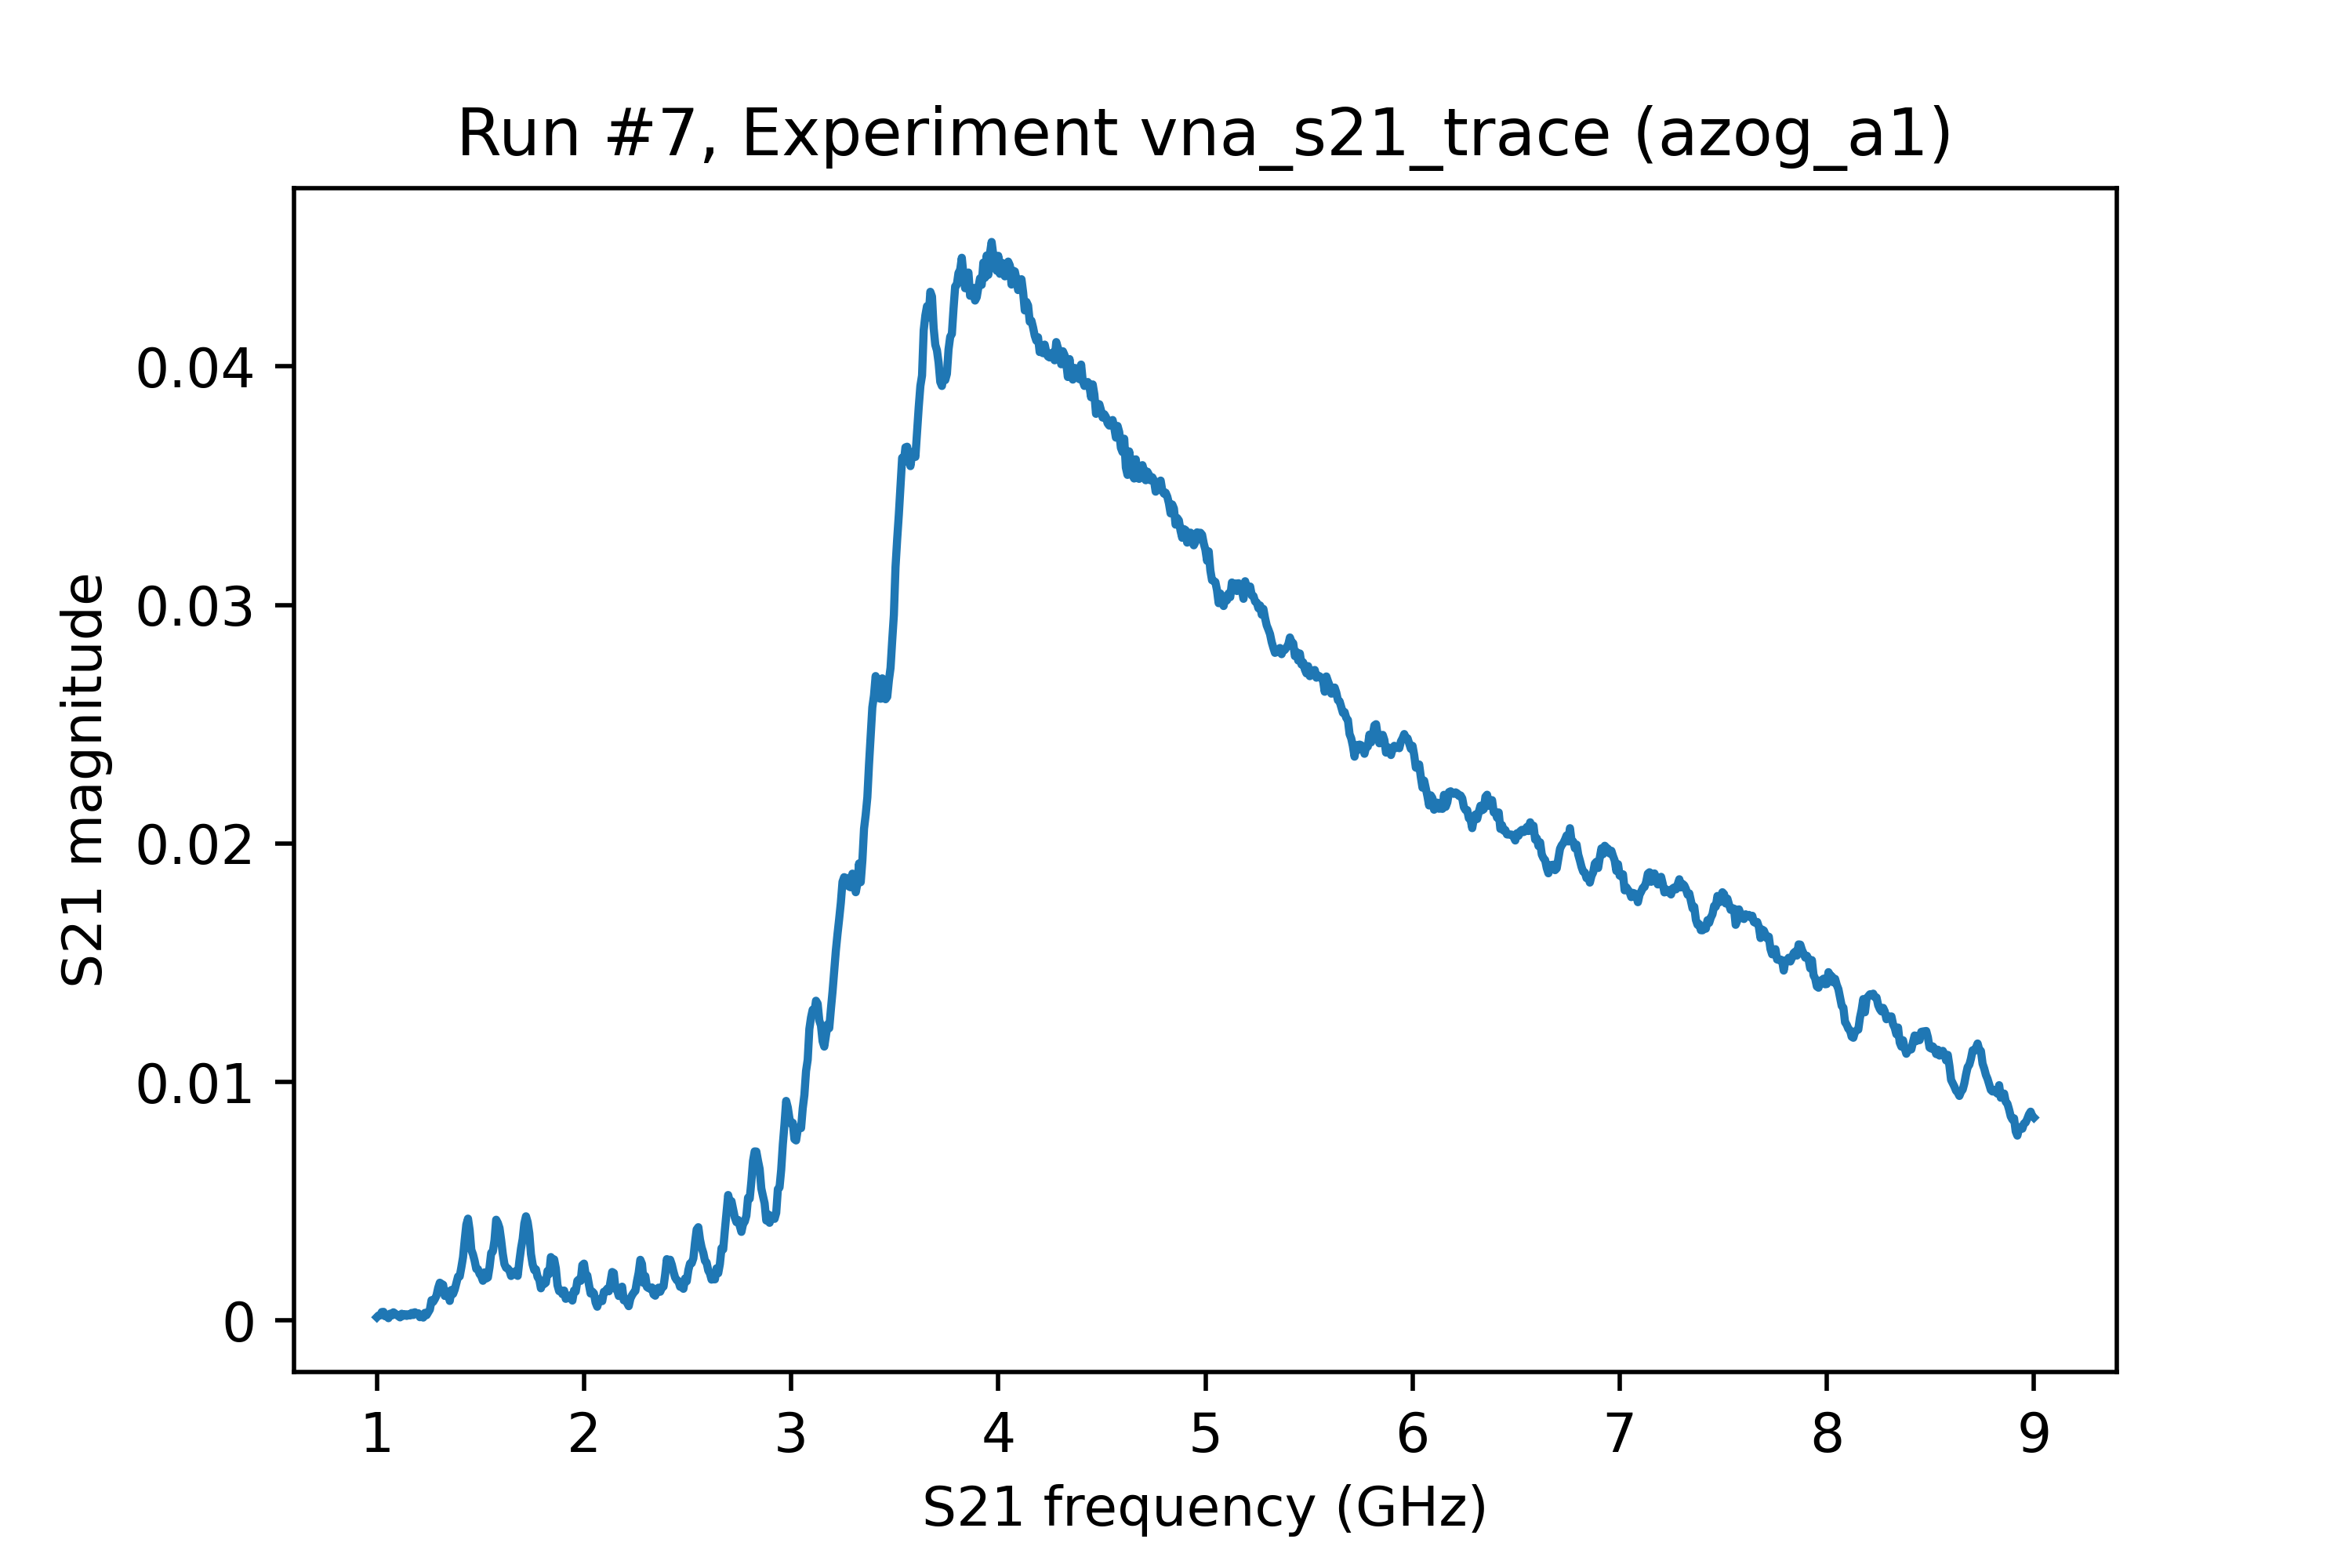 Run #7, Experiment vna_s21_trace (azog_a1)
S21 magnitude
0.04
0.03
0.02
0.01
0
1 2 3 4 5 6 7 8 9
S21 frequency (GHz)